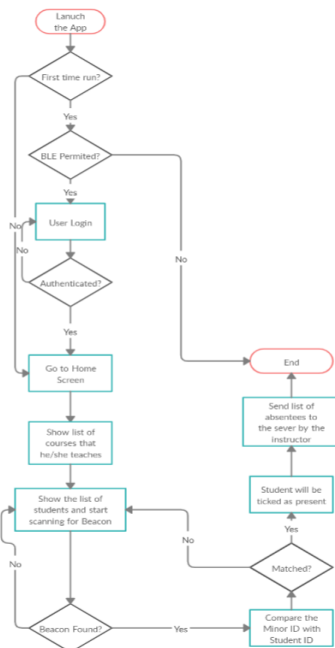 Lanuch
the App
First time run?
Yes
BLE Permited?
Yes
No
User Login
No
No
Authenticated?
Yes
Go to Home
Screen
End
Show list of
courses that
he/she teaches
Send list of
absentees to
the sever by the
instructor
Show the list of
students and start
scanning for Beacon
Student will be
ticked as present
Yes
No
No
Matched?
Beacon Found?
Yes
Compare the
Minor ID with
Student ID